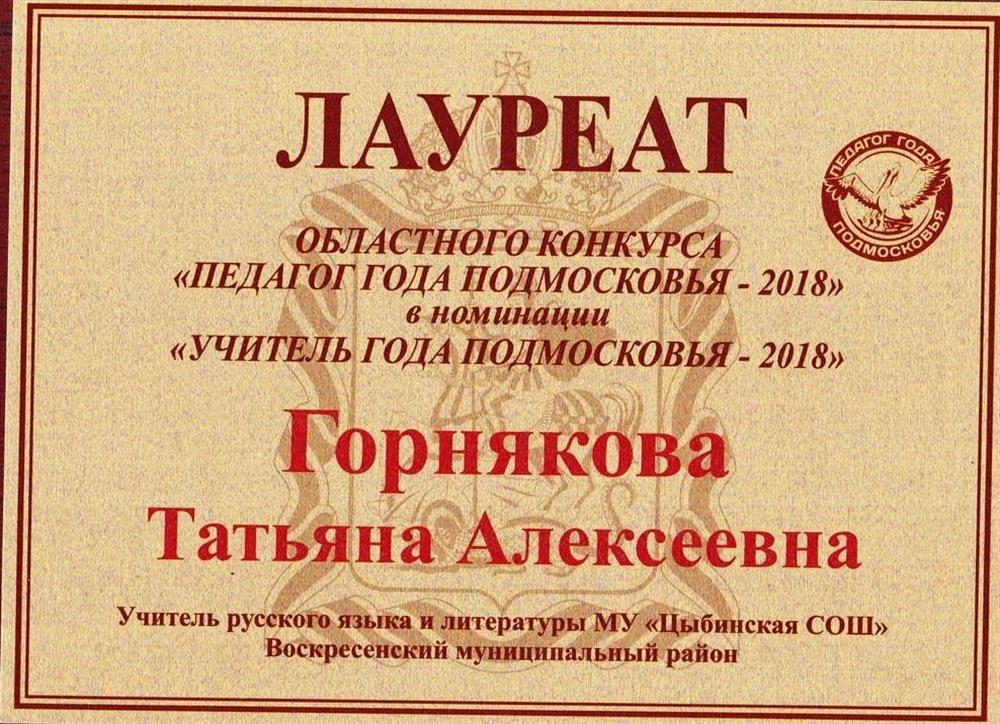 ЛАУРЕАТ
ПЕДАГОГ ГОДА
ПОДМОСКОВЬЯ
ОБЛАСТНОГО КОНКУРСА
«ПЕДАГОГ ГОДА ПОДМОСКОВЬЯ - 2018»
в номинации
«УЧИТЕЛЬ ГОДА ПОДМОСКОВЬЯ - 2018»
Горнякова
Татьяна Алексеевна
Учитель русского языка и литературы МУ «Цыбинская СОШ»
Воскресенский муниципальный район